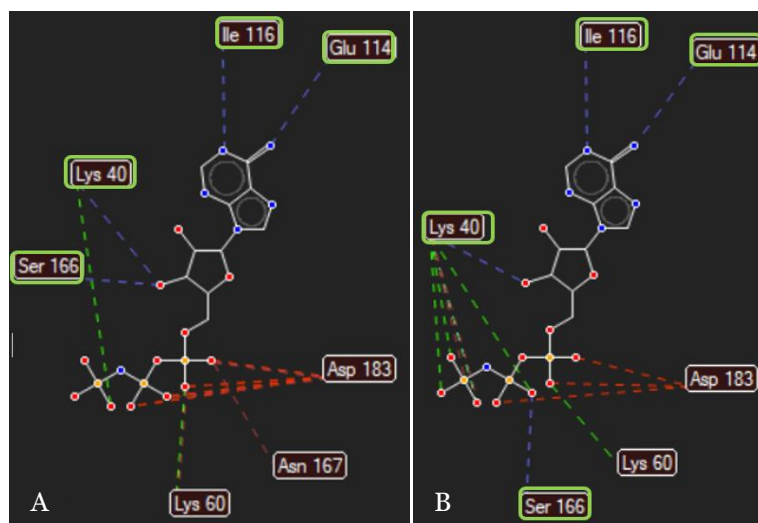 Ile 116
Glu 114
Lys 40
Ser 166
Asp 183
Asn 167
Lys 60
A
Ile 116
Glu 114
Lys 40
Asp 183
Lys 60
Ser 166
B